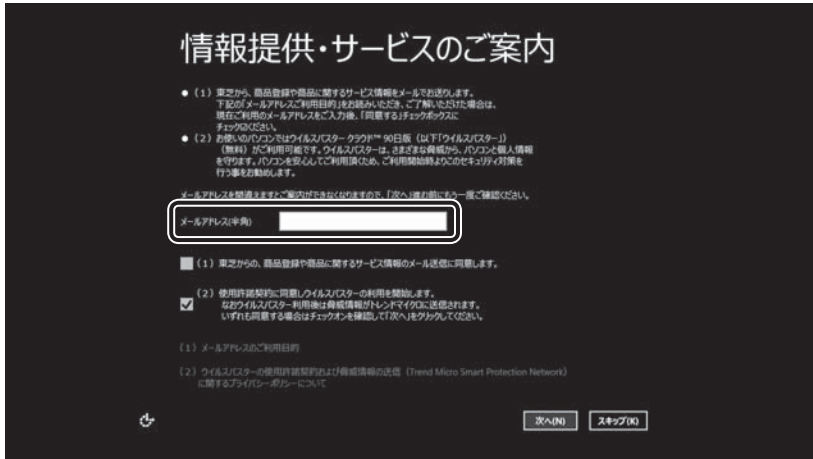 情報提供・サービスのご案内
● (1) 東芝から、商品登録や商品に関するサービス情報をメールでお送りします。
下記の「メールアドレスご利用目的」をお読みいただき、ご了解いただけた場合は、
現在ご利用のメールアドレスをご入力後、「同意する」チェックボックスに
チェック☑ください。
● (2) お使いのパソコンではウイルスバスター クラウド™ 90日版 (以下「ウイルスバスター」)
(無料) がご利用可能です。ウイルスバスターは、さまざまな脅威から、パソコンと個人情報
を守ります。パソコンを安心してご利用頂くため、ご利用開始時よりこのセキュリティ対策を
行う事をお勧めします。
メールアドレスを間違えますとご案内ができなくなりますので、「次へ」進む前にもう一度ご確認ください。
メールアドレス(半角)
(1) 東芝からの、商品登録や商品に関するサービス情報のメール送信に同意します。
(2) 使用許諾契約に同意しウイルスバスターの利用を開始します。
なおウイルスバスター利用後は脅威情報がトレンドマイクロに送信されます。
いずれも同意する場合はチェックオンを確認して「次へ」をクリックしてください。
(1) メールアドレスのご利用目的
(2) ウイルスバスターの使用許諾契約および脅威情報の送信 (Trend Micro Smart Protection Network)
に関するプライバシーポリシーについて
次へ(N) スキップ(K)